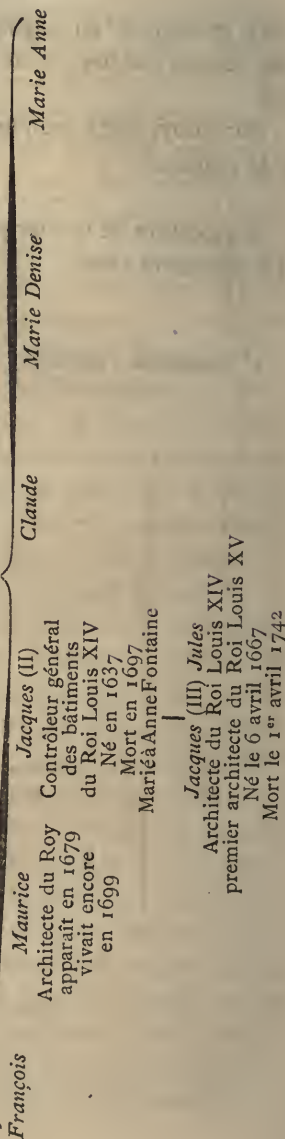 François
Maurice
Architecte du Roy
apparaît en 1679
vivait encore
en 1699
Jacques (II)
Contrôleur général
des bâtiments
du Roi Louis XIV
Né en 1637
Mort en 1697
Marié à Anne Fontaine
Jacques (III) Jules
Architecte du Roi Louis XIV
premier architecte du Roi Louis XV
Né le 6 avril 1667
Mort le 1er avril 1742
Claude
Marie Denise
Marie Anne